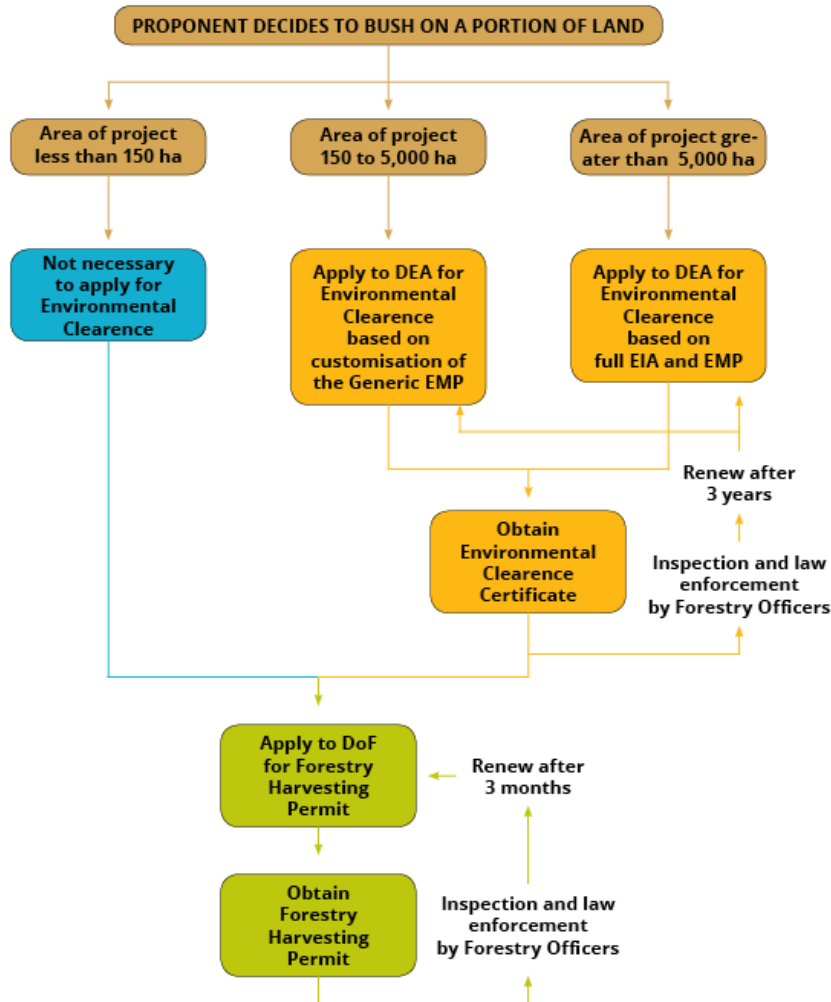 PROPONENT DECIDES TO BUSH ON A PORTION OF LAND
Area of project
less than 150 ha
Area of project
150 to 5,000 ha
Area of project gre-
ater than 5,000 ha
Not necessary
to apply for
Environmental
Clearence
Apply to DEA for
Environmental
Clearence
based on
customisation of
the Generic EMP
Apply to DEA for
Environmental
Clearence
based on
full EIA and EMP
Renew after
3 years
Obtain
Environmental
Clearence
Certificate
Inspection and law
enforcement
by Forestry Officers
Apply to DoF
for Forestry
Harvesting
Permit
Renew after
3 months
Obtain
Forestry
Harvesting
Permit
Inspection and law
enforcement
by Forestry Officers